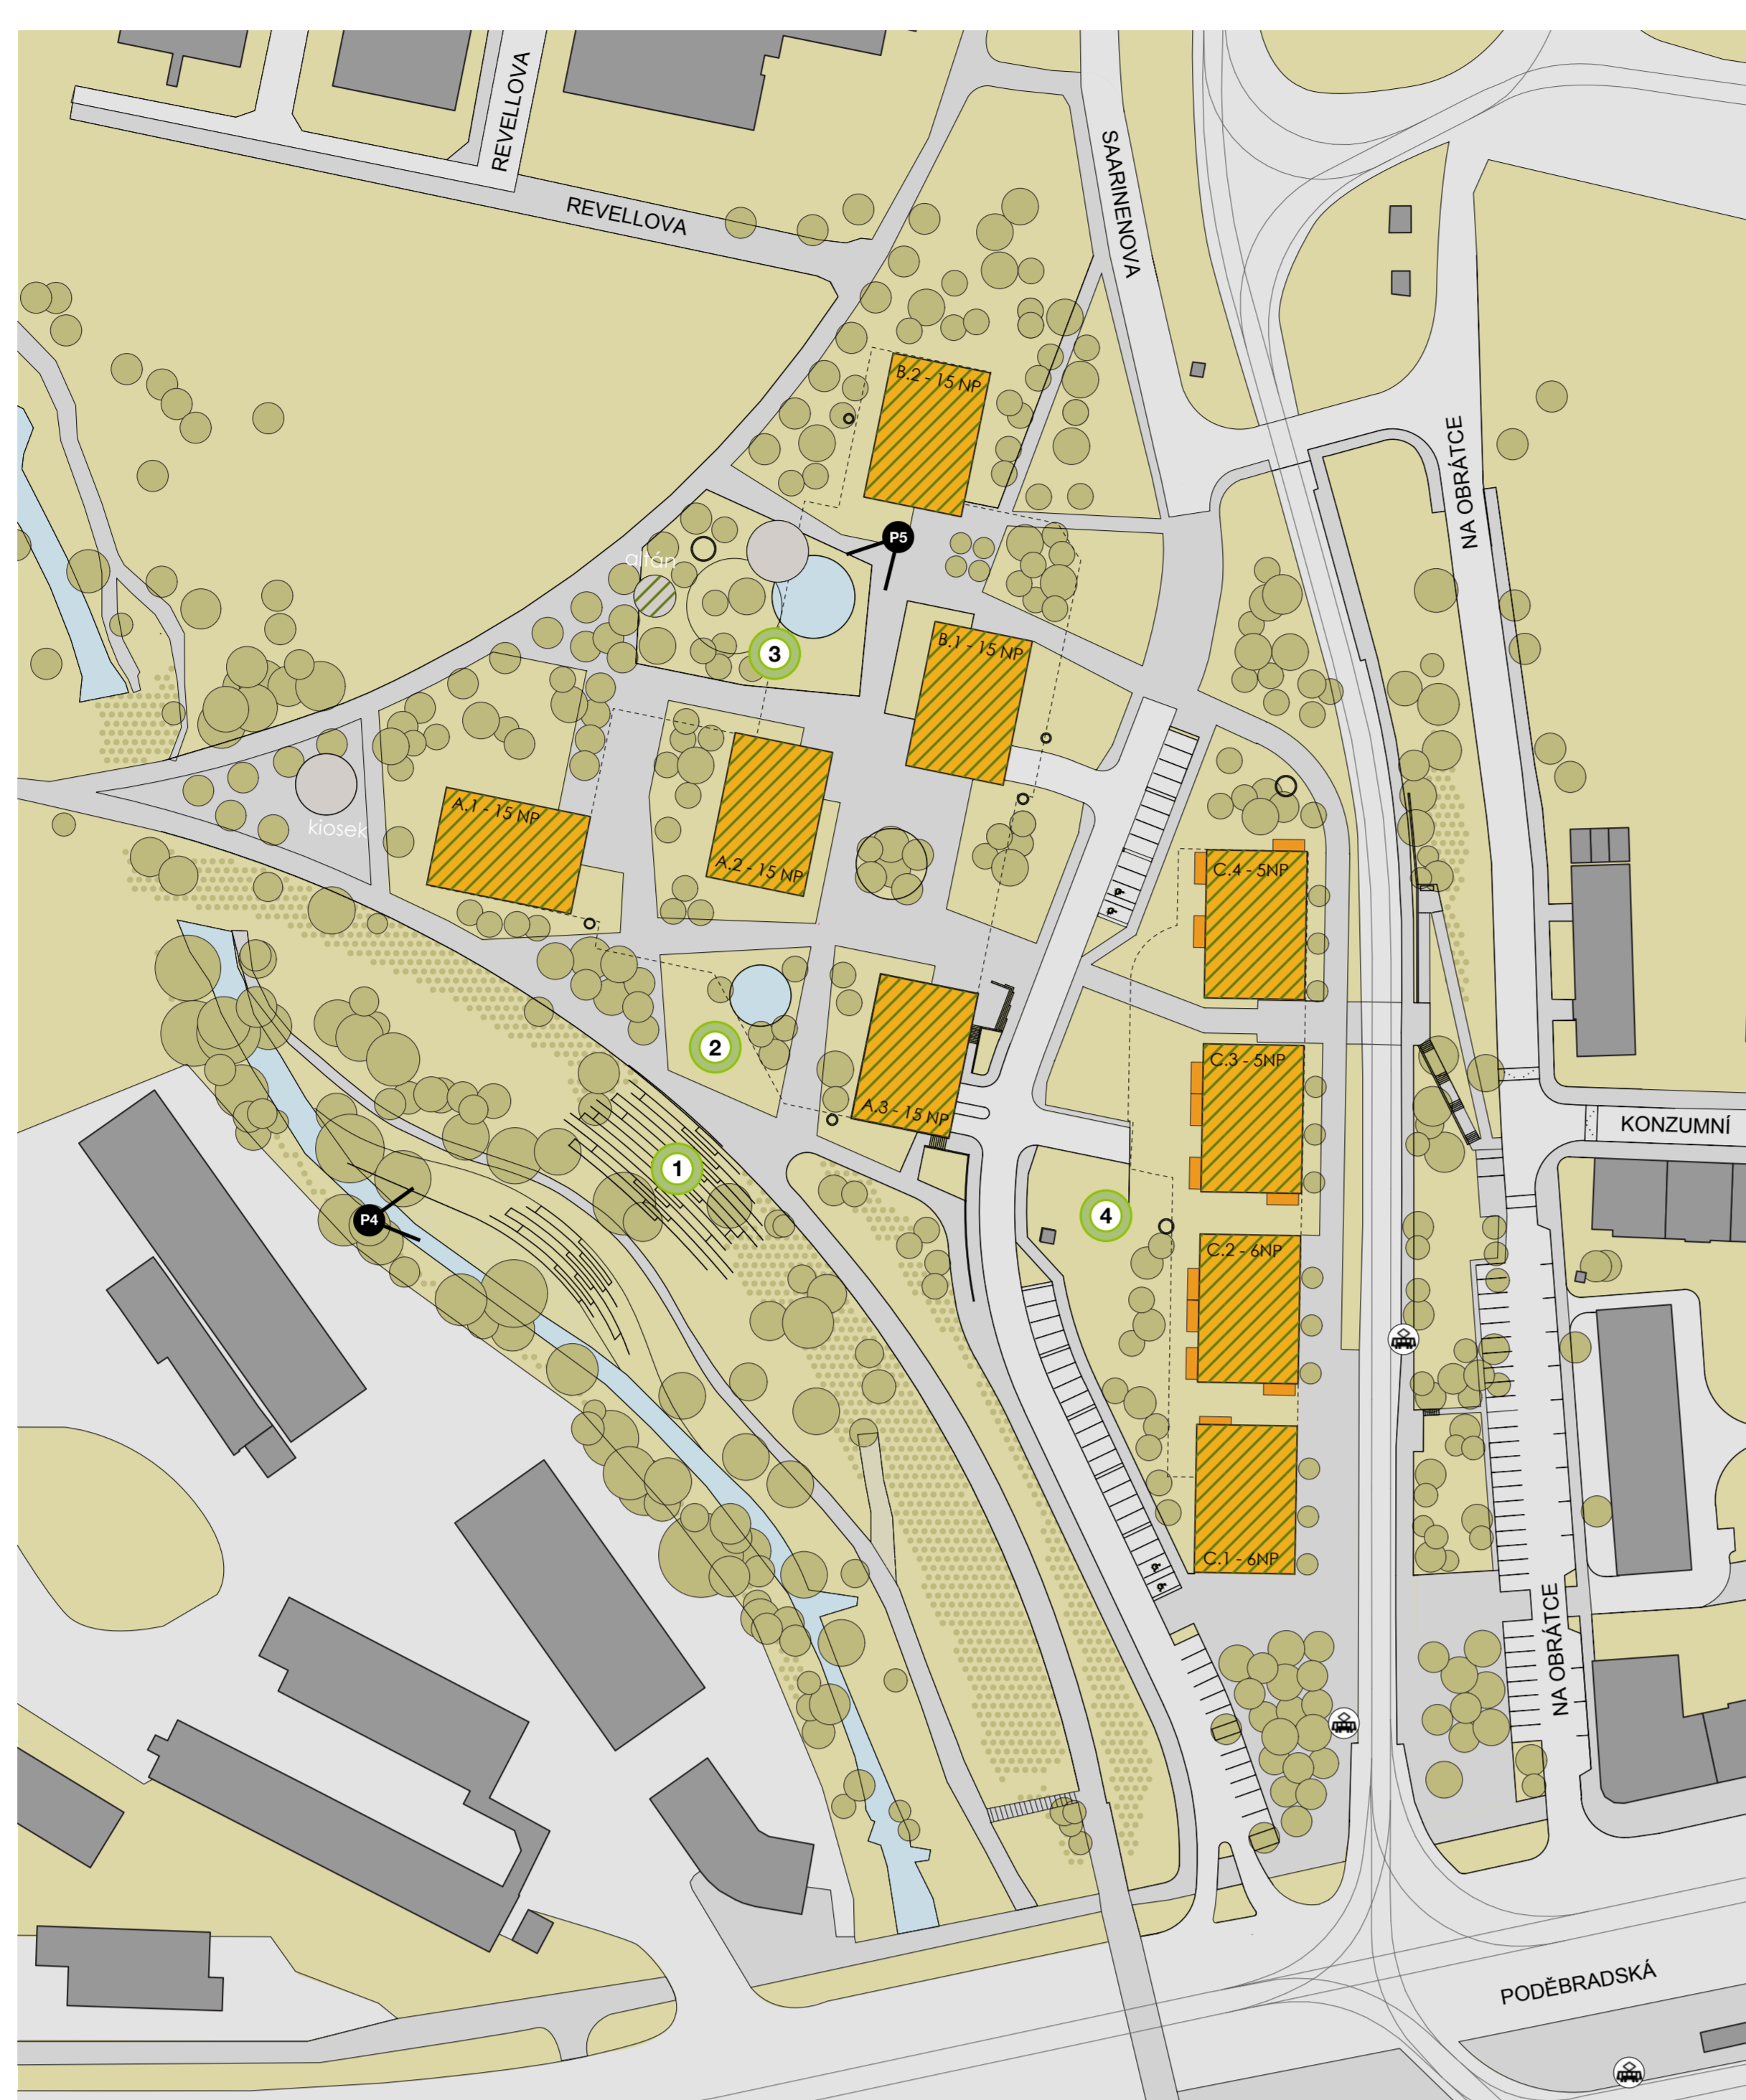 REVELLOVA
REVELLOVA
SAARINENOVA
B.2 - 15 NP
NA OBRÁTCE
P5
altán
3
B.1 - 15 NP
A.1 - 15 NP
kiosek
A.2 - 15 NP
C.4 - 5NP
2
C.3 - 5NP
A.3 - 15 NP
KONZUMNÍ
1
P4
4
C.2 - 6NP
C.1 - 6NP
NA OBRÁTCE
PODĚBRADSKÁ